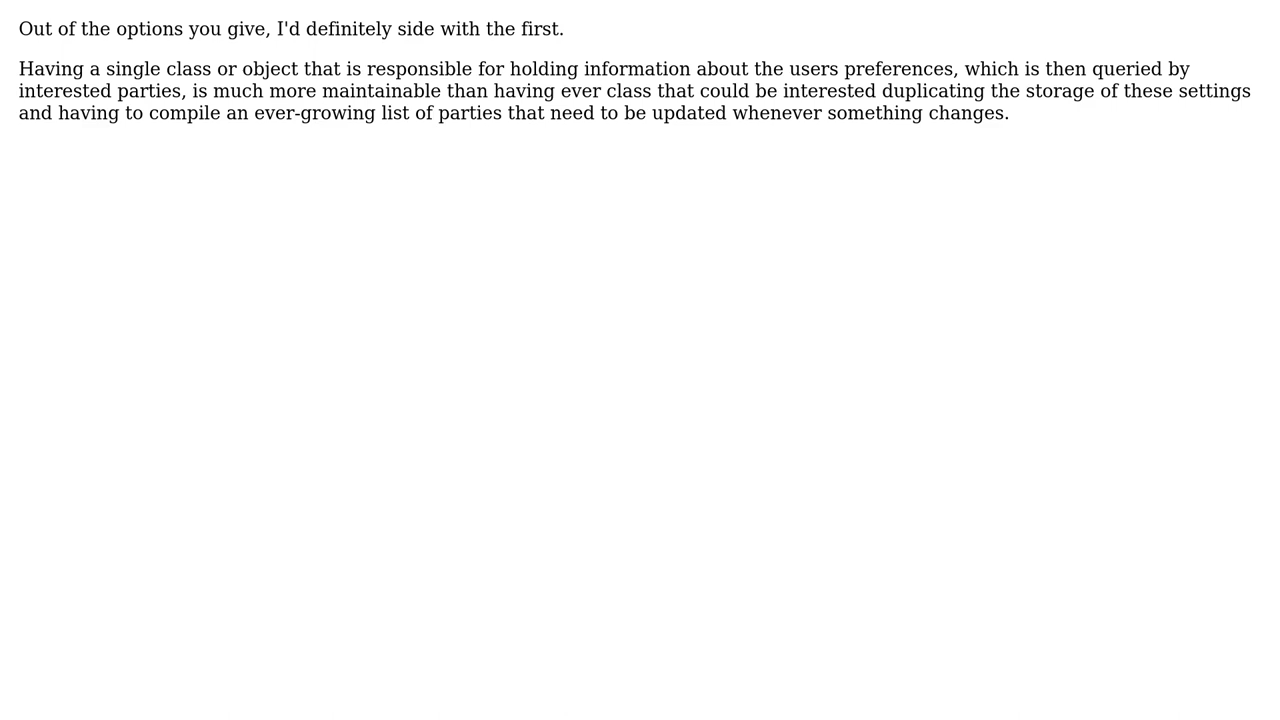 Out of the options you give, I'd definitely side with the first.
Having a single class or object that is responsible for holding information about the users preferences, which is then queried by
interested parties, is much more maintainable than having ever class that could be interested duplicating the storage of these settings
and having to compile an ever-growing list of parties that need to be updated whenever something changes.